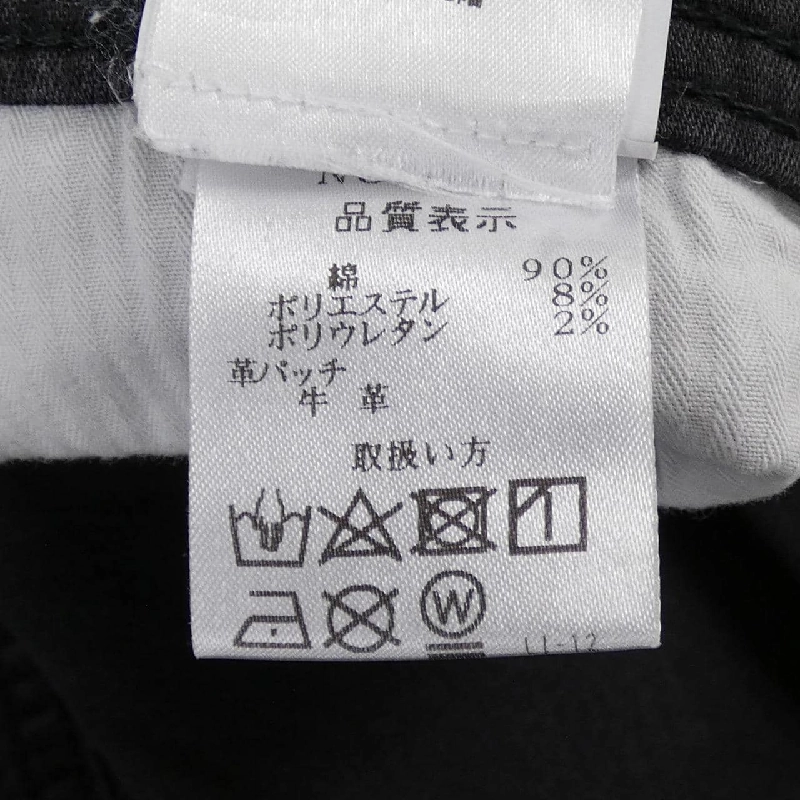 品質表示
綿 90%
ポリエステル 8%
ポリウレタン 2%
革パッチ
牛 革
取扱い方
W